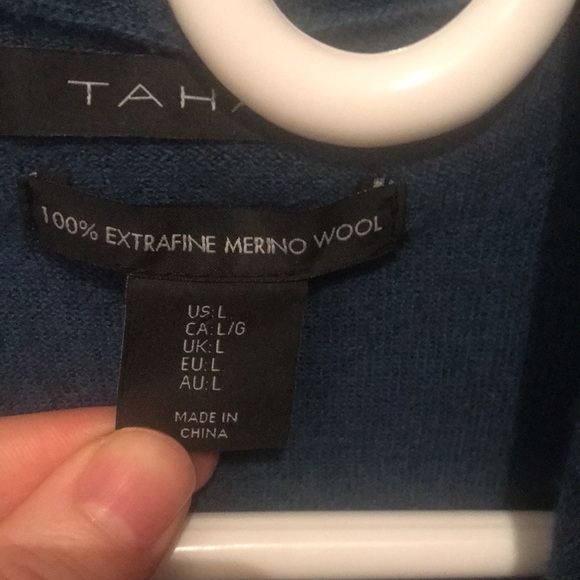 TAHA
100% EXTRAFINE MERINO WOOL
US:L
CA:L/G
UK:L
EU:L
AU:L
MADE IN
CHINA